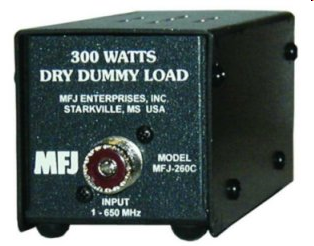 300 WATTS
DRY DUMMY LOAD
MFJ ENTERPRISES, INC.
STARKVILLE, MS USA
MFJ
MODEL
MFJ-260C
INPUT
1 - 650 MHz